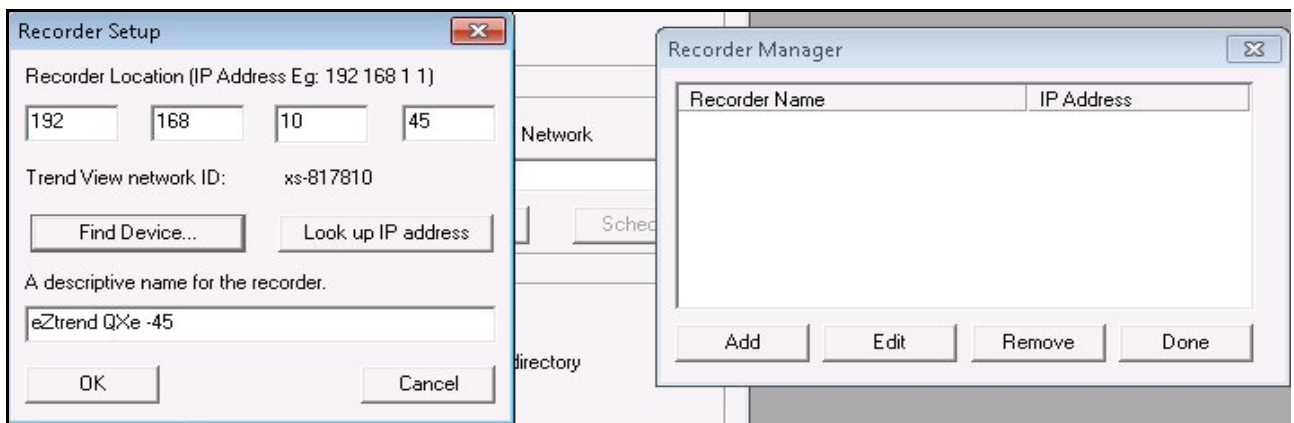 Recorder Setup
Recorder Location (IP Address Eg: 192 168 1 1)
192 168 10 45
Trend View network ID: xs-817810
Find Device... Look up IP address
A descriptive name for the recorder.
eZtrend QXe -45
OK Cancel
Network
Sched
directory
Recorder Manager
Recorder Name IP Address
Add Edit Remove Done